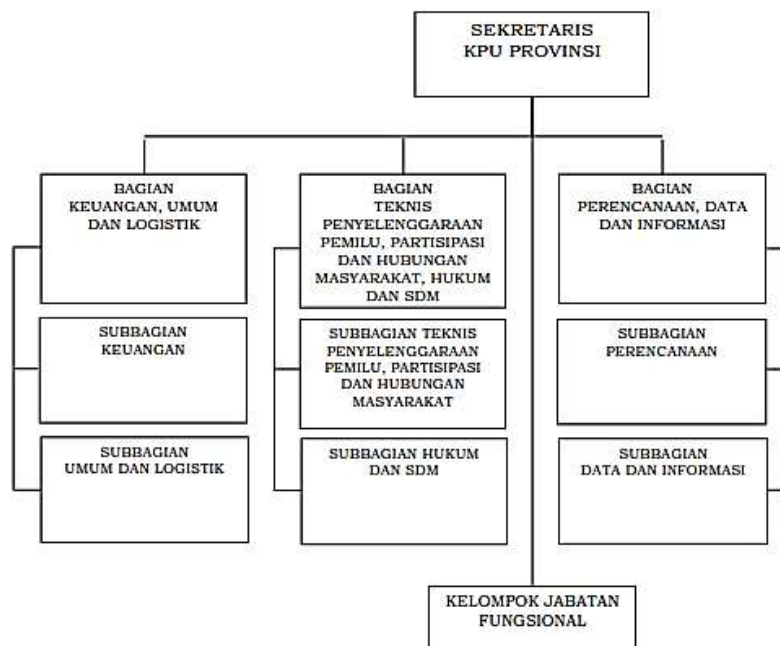 SEKRETARIS
KPU PROVINSI
BAGIAN
KEUANGAN, UMUM
DAN LOGISTIK
BAGIAN
TEKNIS
PENYELENGGARAAN
PEMILU, PARTISIPASI
DAN HUBUNGAN
MASYARAKAT, HUKUM
DAN SDM
BAGIAN
PERENCANAAN, DATA
DAN INFORMASI
SUBBAGIAN
KEUANGAN
SUBBAGIAN TEKNIS
PENYELENGGARAAN
PEMILU, PARTISIPASI
DAN HUBUNGAN
MASYARAKAT
SUBBAGIAN
PERENCANAAN
SUBBAGIAN
UMUM DAN LOGISTIK
SUBBAGIAN HUKUM
DAN SDM
SUBBAGIAN
DATA DAN INFORMASI
KELOMPOK JABATAN
FUNGSIONAL